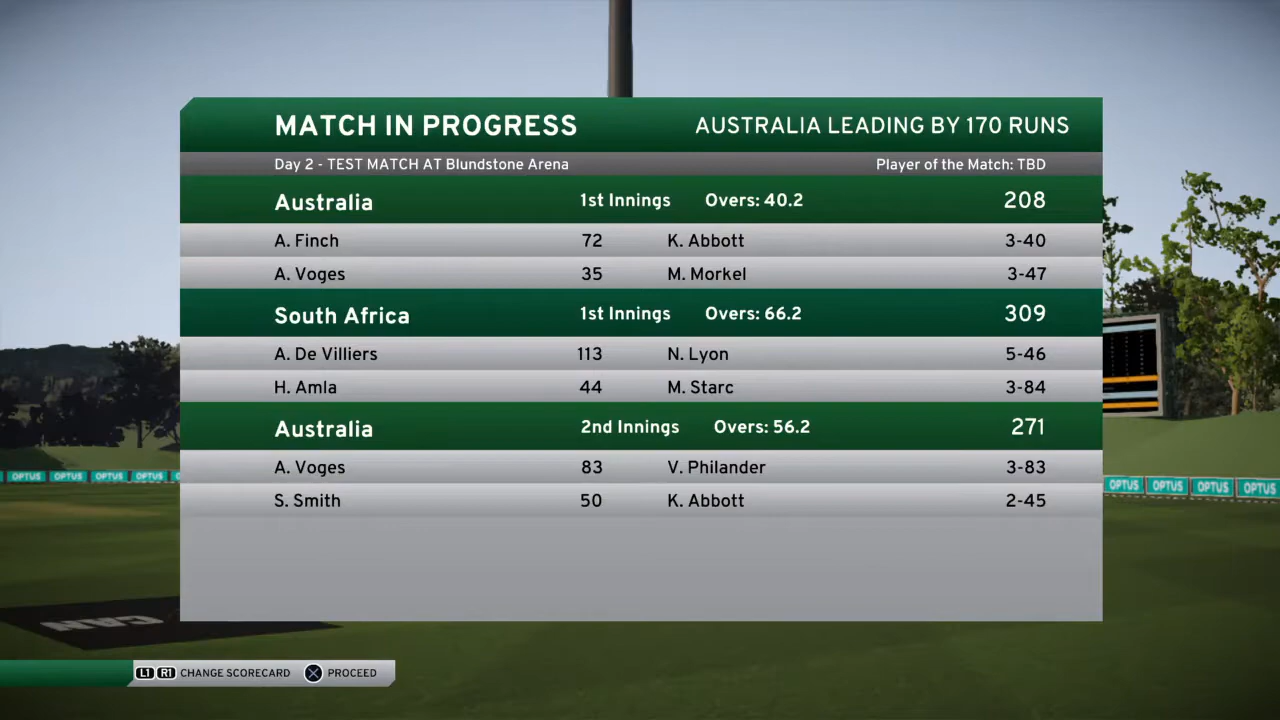 MATCH IN PROGRESS AUSTRALIA LEADING BY 170 RUNS
Day 2 - TEST MATCH AT Blundstone Arena Player of the Match: TBD
Australia 1st Innings Overs: 40.2 208
A. Finch 72 K. Abbott 3-40
A. Voges 35 M. Morkel 3-47
South Africa 1st Innings Overs: 66.2 309
A. De Villiers 113 N. Lyon 5-46
H. Amla 44 M. Starc 3-84
Australia 2nd Innings Overs: 56.2 271
A. Voges 83 V. Philander 3-83
S. Smith 50 K. Abbott 2-45
OPTUS OPTUS OPTUS OPTUS
OPTUS OPTUS OPTUS OPTUS
CAN
L1 R1 CHANGE SCORECARD PROCEED